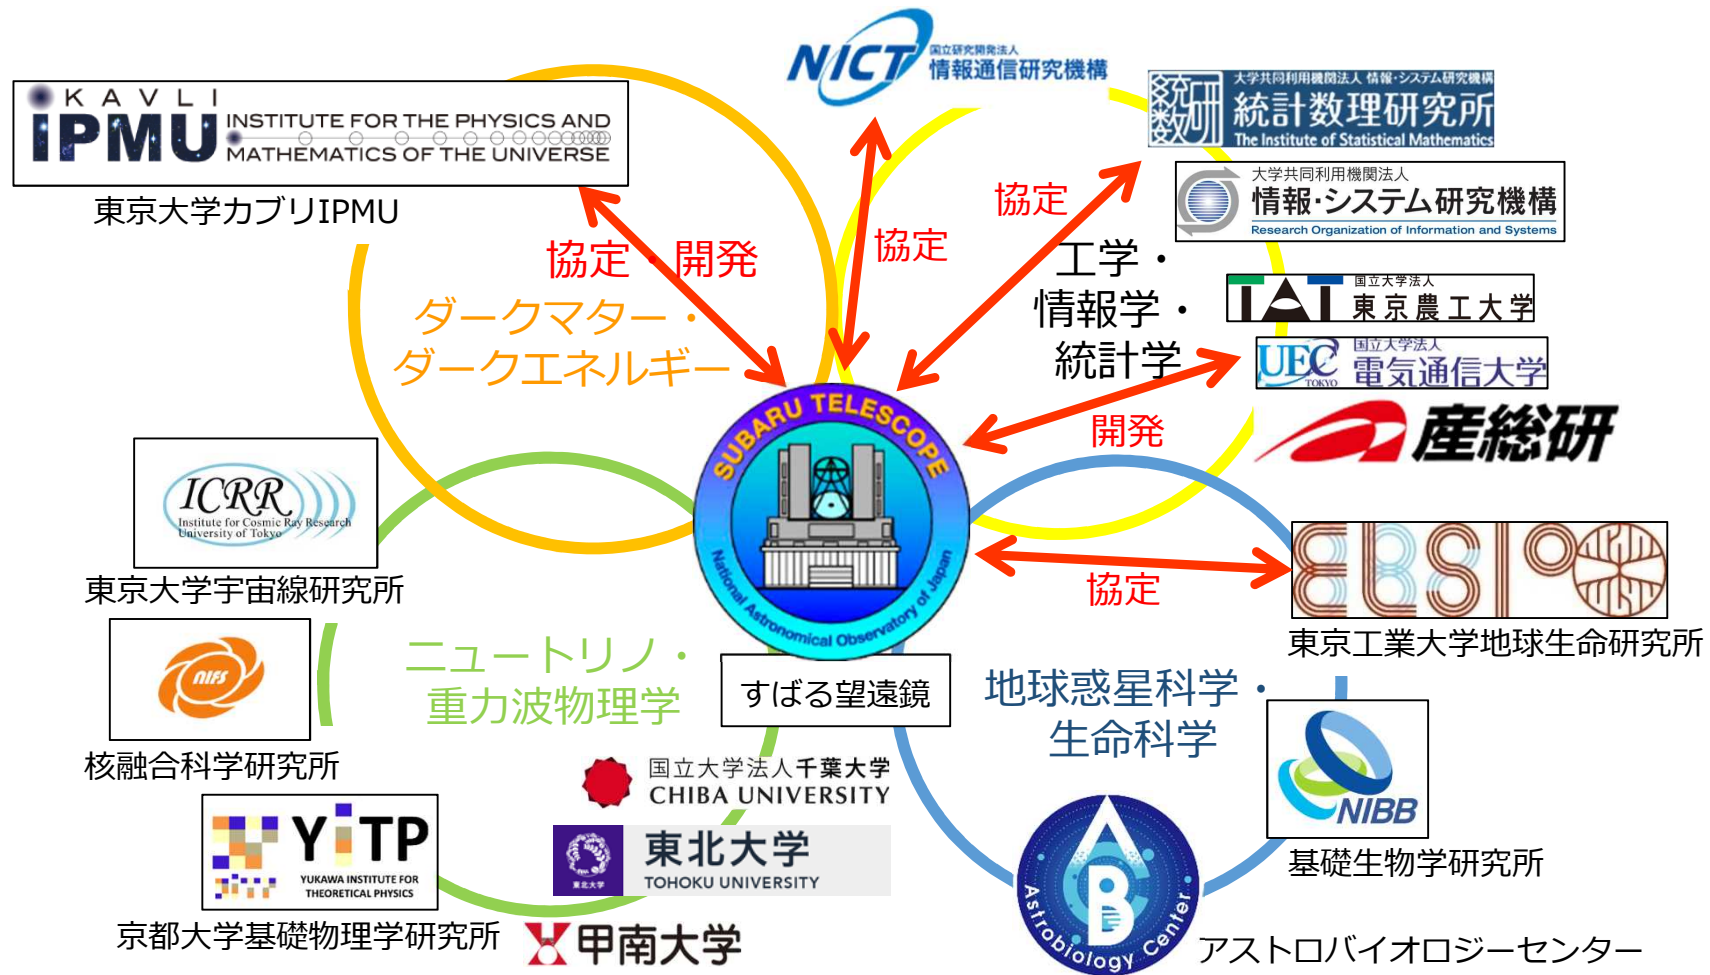 NICT
国立研究開発法人
情報通信研究機構
KAVLI
IPMU
INSTITUTE FOR THE PHYSICS AND
MATHEMATICS OF THE UNIVERSE
東京大学カブリIPMU
統数研
大学共同利用機関法人 情報・システム研究機構
統計数理研究所
The Institute of Statistical Mathematics
大学共同利用機関法人
情報・システム研究機構
Research Organization of Information and Systems
協定・開発
協定
協定
工学・
情報学・
統計学
TAT
国立大学法人
東京農工大学
UEC
TOKYO
国立大学法人
電気通信大学
産総研
開発
ダークマター・
ダークエネルギー
SUBARU TELESCOPE
National Astronomical Observatory of Japan
すばる望遠鏡
ICRR
Institute for Cosmic Ray Research
University of Tokyo
東京大学宇宙線研究所
NIFS
核融合科学研究所
ニュートリノ・
重力波物理学
YITP
YUKAWA INSTITUTE FOR
THEORETICAL PHYSICS
京都大学基礎物理学研究所
国立大学法人千葉大学
CHIBA UNIVERSITY
東北大学
東北大学
TOHOKU UNIVERSITY
甲南大学
協定
ELSI
東京工業大学地球生命研究所
地球惑星科学・
生命科学
NIBB
基礎生物学研究所
ABC
Astrobiology Center
アストロバイオロジーセンター